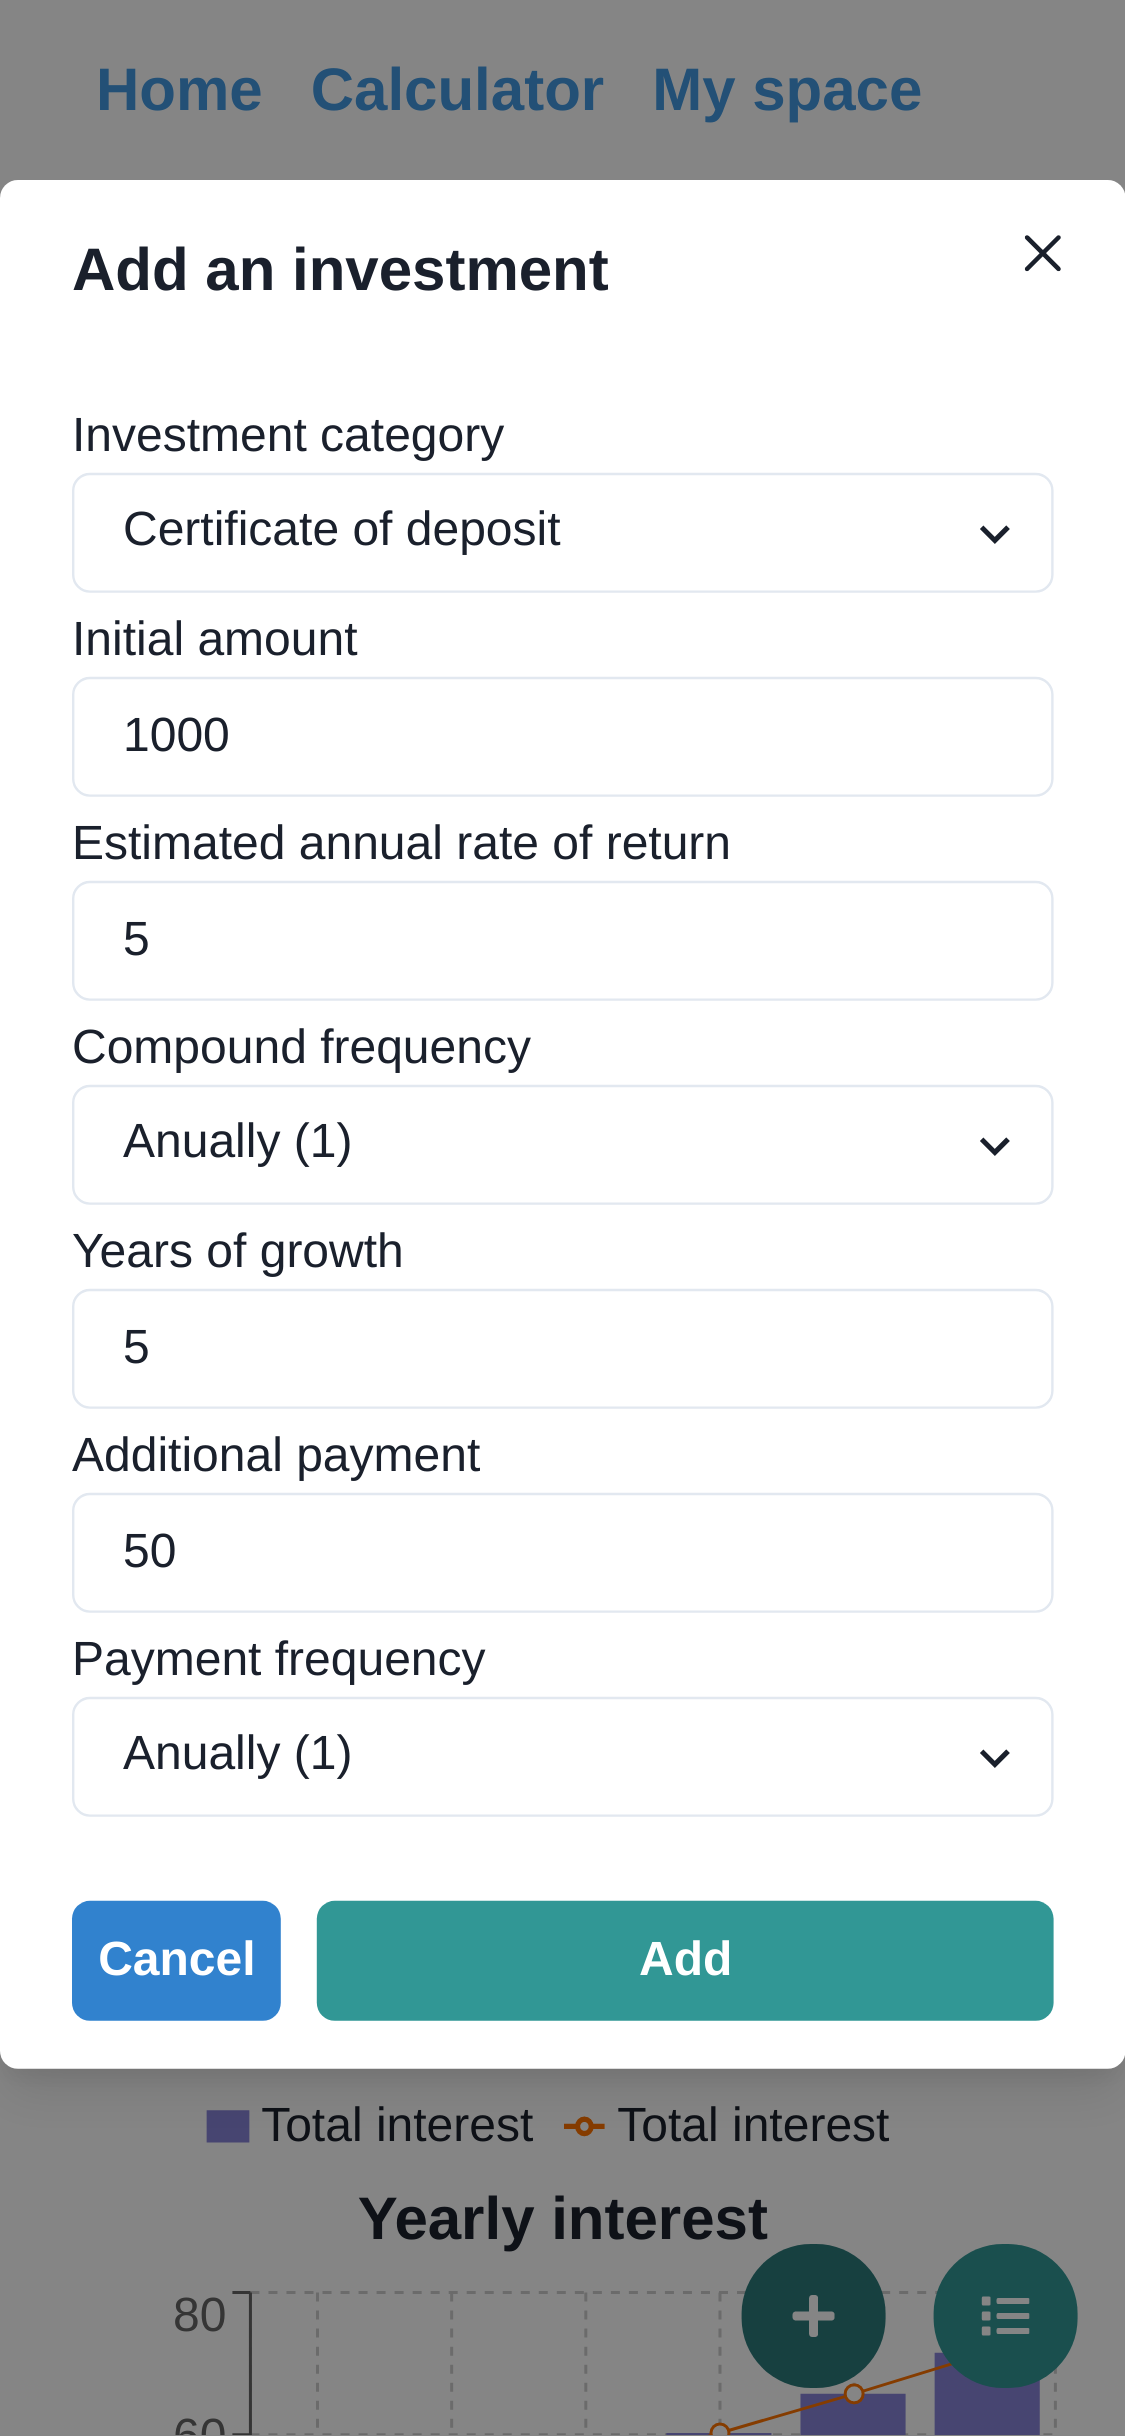 Home Calculator My space
Add an investment
Investment category
Certificate of deposit
Initial amount
1000
Estimated annual rate of return
5
Compound frequency
Anually (1)
Years of growth
5
Additional payment
50
Payment frequency
Anually (1)
Cancel Add
Total interest Total interest
Yearly interest
80
60